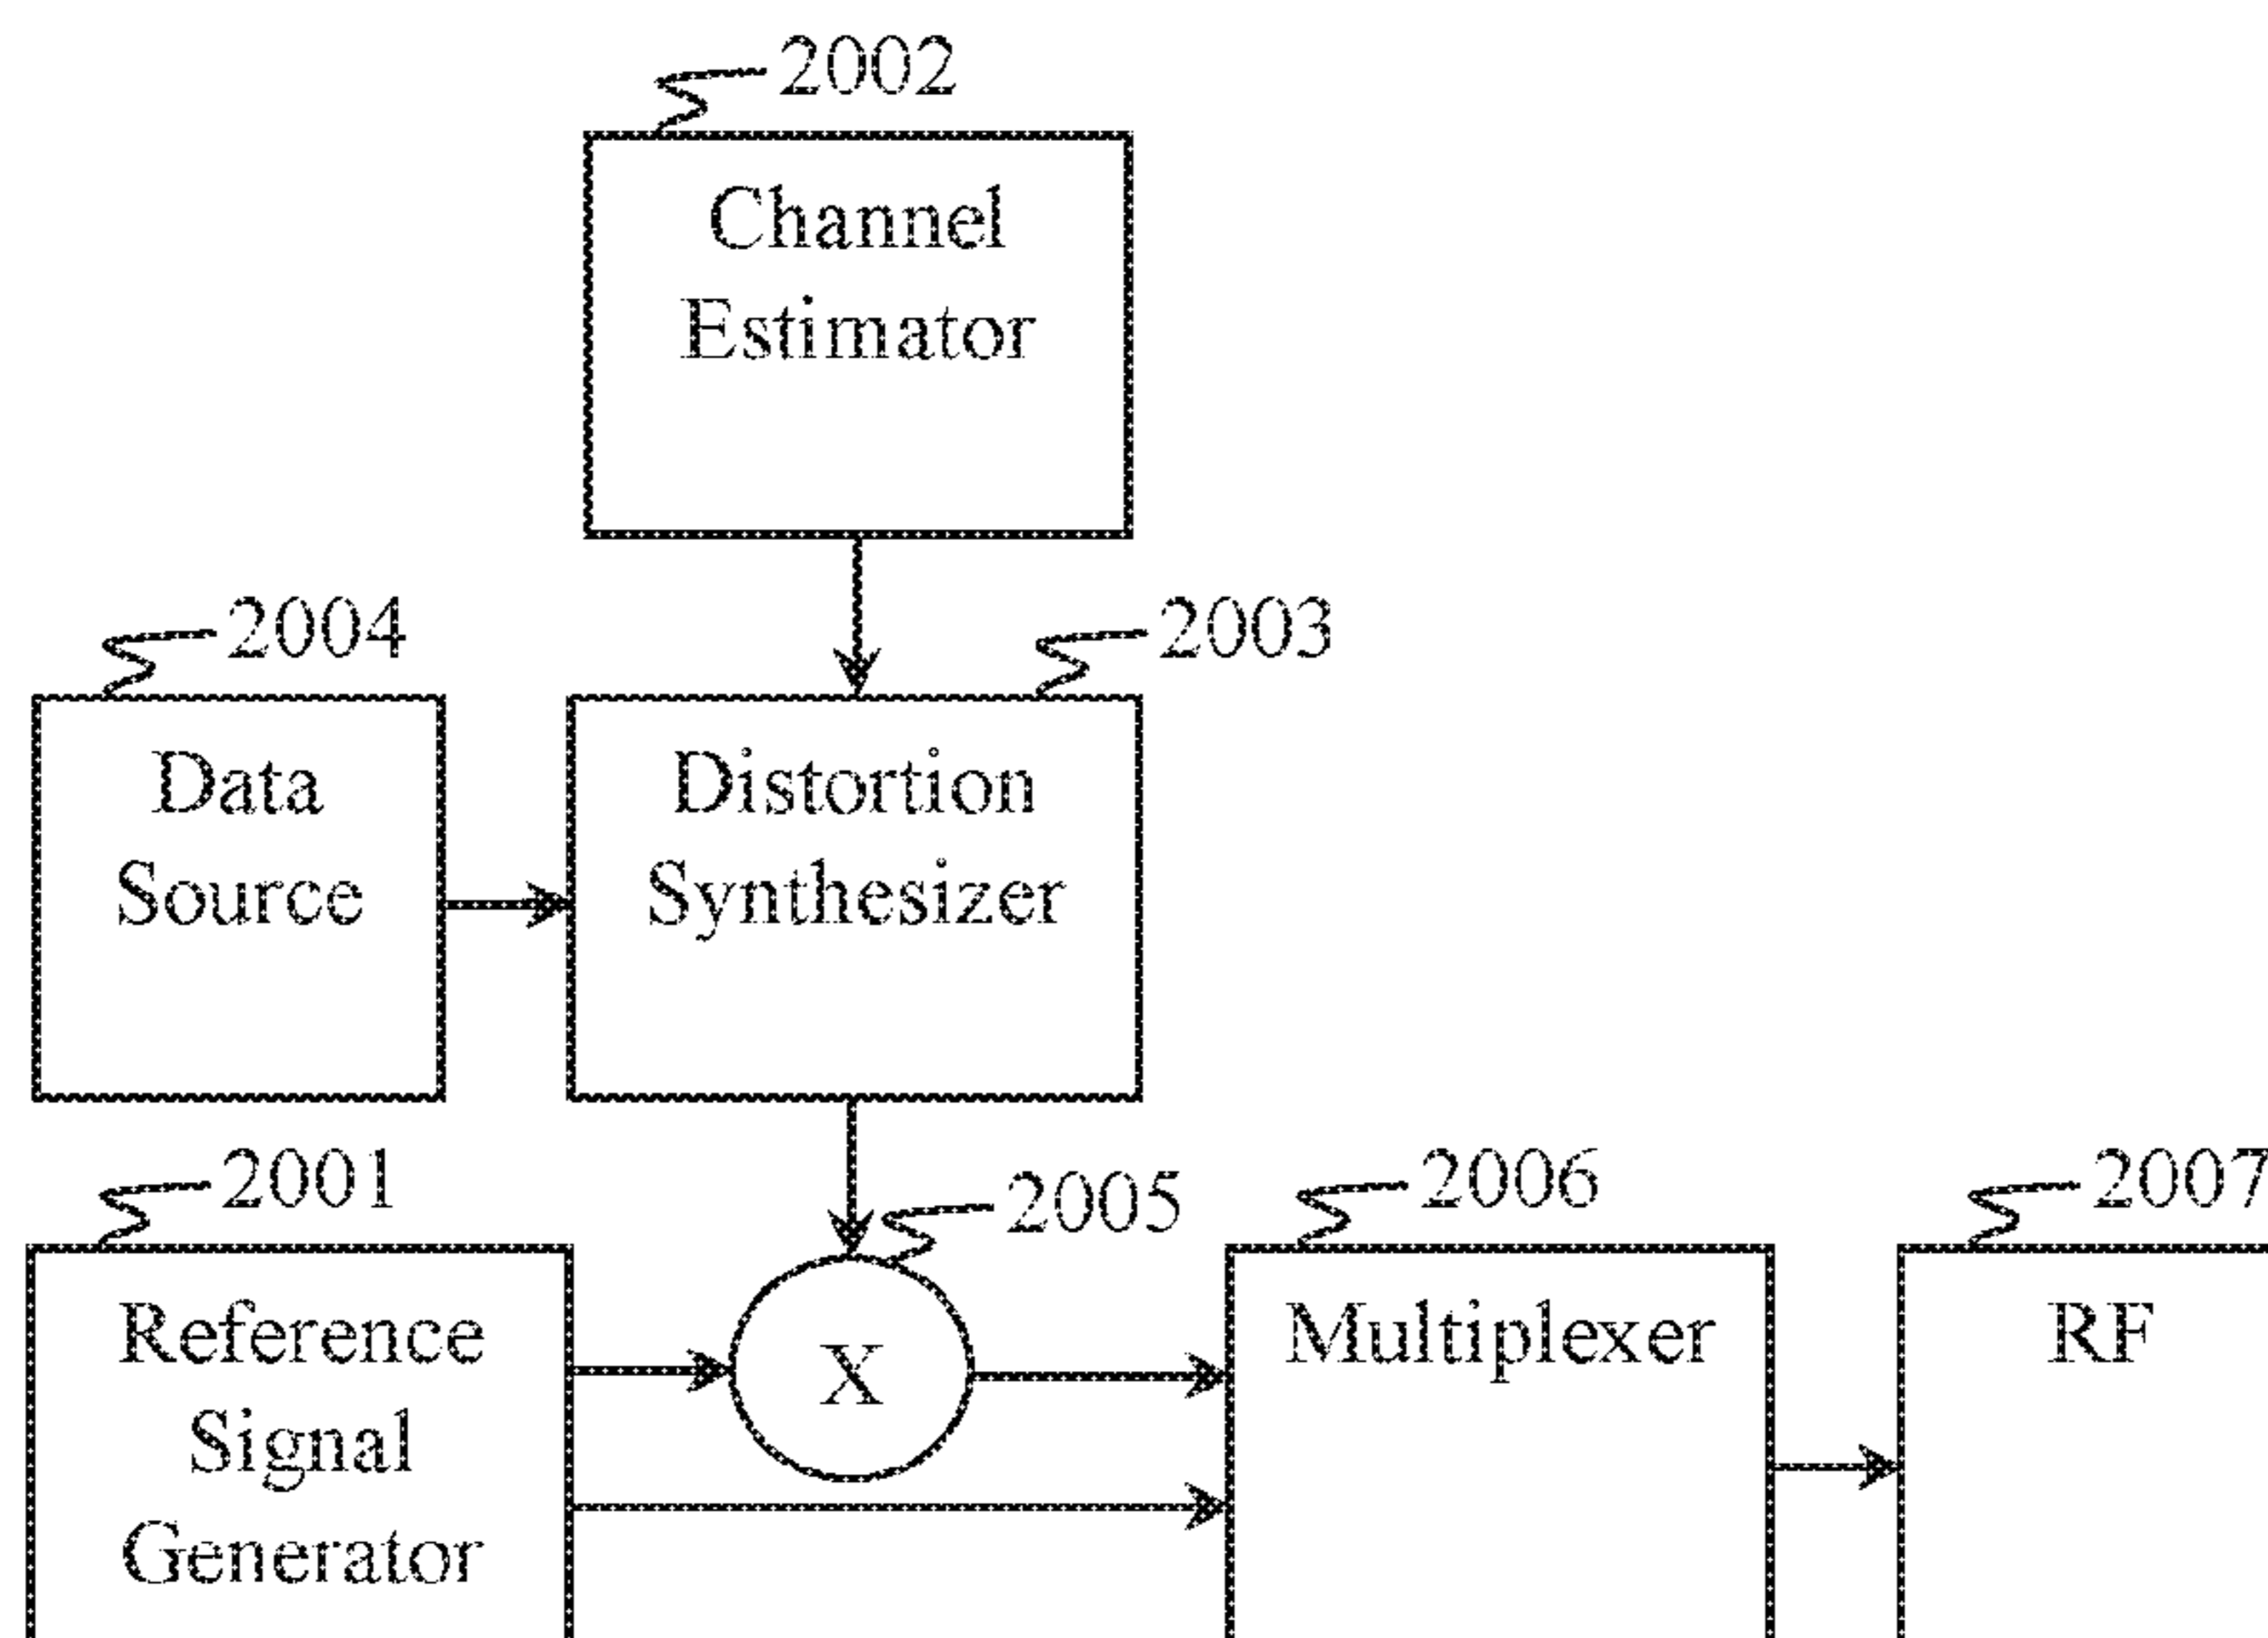 2002
Channel
Estimator
2004
2003
Data
Source
Distortion
Synthesizer
2001
2005
2006
2007
Reference
Signal
Generator
X
Multiplexer
RF